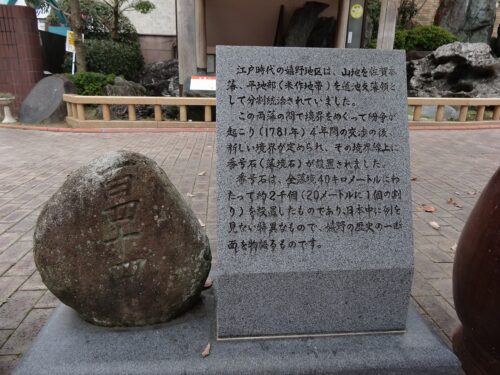 百四十四
江戸時代の嬉野地区は、山地を佐賀本
藩、平地部(米作地帯)を蓮池支藩領と
して分割統治されていました。
この両藩の間で境界をめぐって紛争が
起こり(1781年)4年間の交渉の後、
新しい境界が定められ、その境界線上に
番号石(藩境石)が設置されました。
番号石は、全藩境40キロメートルにわ
たって約2千個(20メートルに1個の割
り)を設置したものであり、日本中に例を
見ない特異なもので、嬉野の歴史の一断
面を物語るものです。